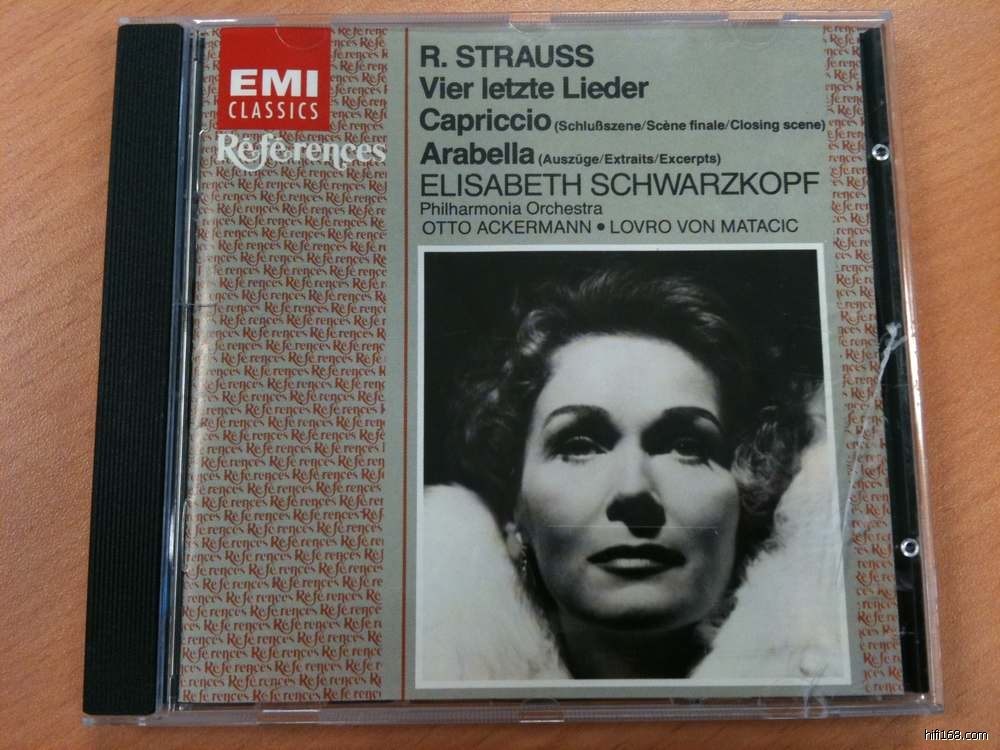 EMI
CLASSICS
Références
R. STRAUSS
Vier letzte Lieder
Capriccio (Schlußszene/Scène finale/Closing scene)
Arabella (Auszüge/Extraits/Excerpts)
ELISABETH SCHWARZKOPF
Philharmonia Orchestra
OTTO ACKERMANN • LOVRO VON MATACIC
hifi168.com